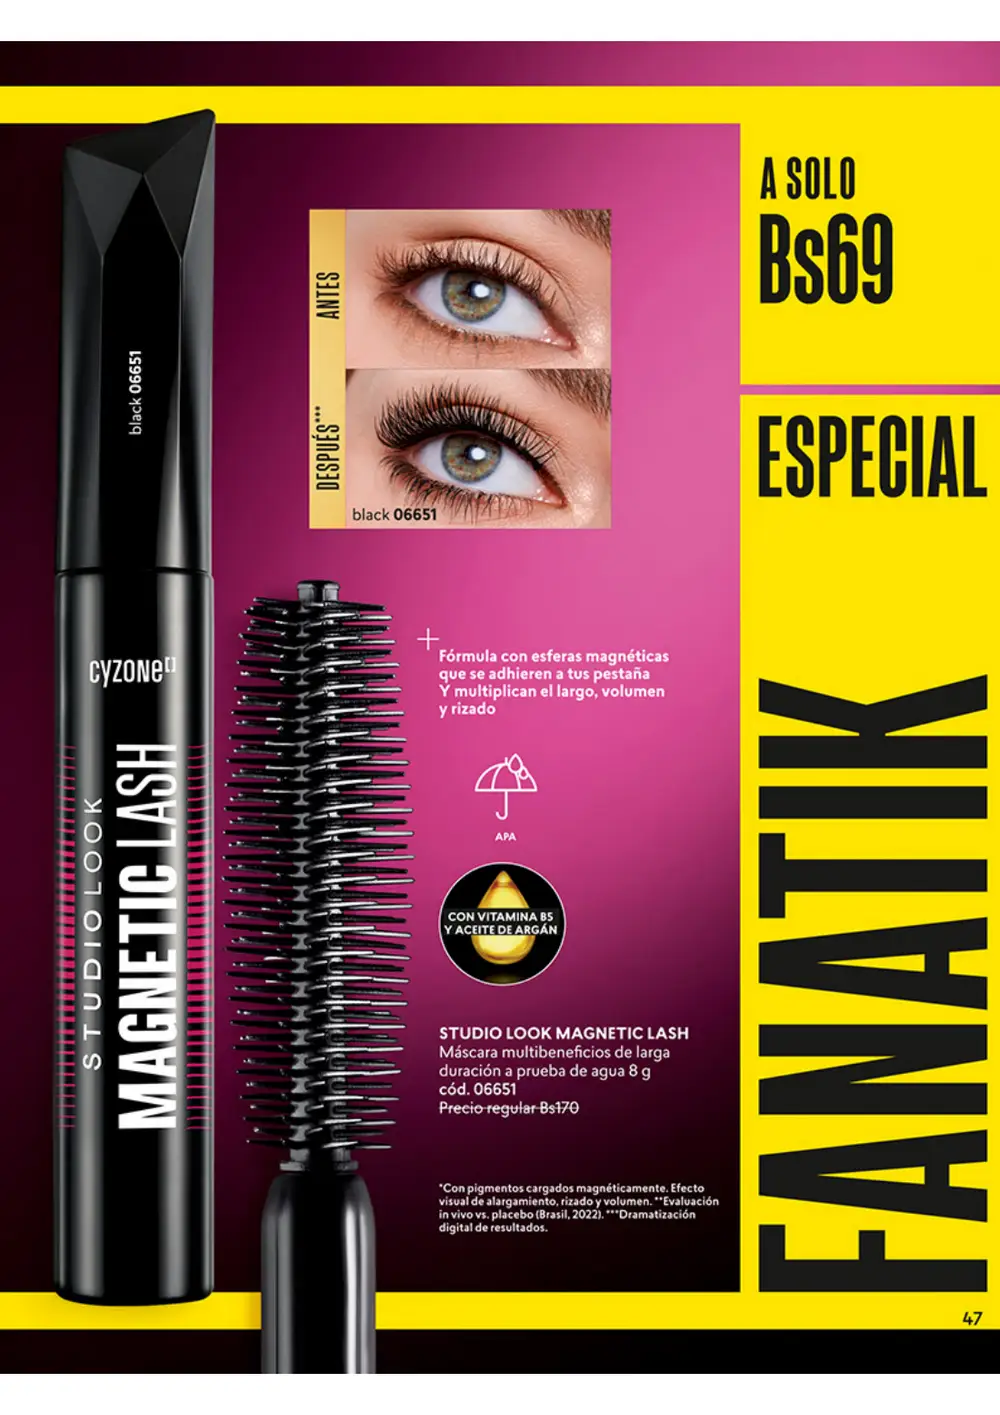 A SOLO
Bs69
ESPECIAL
FANATIK
ANTES
DESPUÉS***
black 06651
black 06651
cyzone[]
STUDIO LOOK
MAGNETIC LASH
+
Fórmula con esferas magnéticas
que se adhieren a tus pestaña
Y multiplican el largo, volumen
y rizado
APA
CON VITAMINA B5
Y ACEITE DE ARGÁN
STUDIO LOOK MAGNETIC LASH
Máscara multibeneficios de larga
duración a prueba de agua 8 g
cód. 06651
Precio regular Bs170
*Con pigmentos cargados magnéticamente. Efecto
visual de alargamiento, rizado y volumen. **Evaluación
in vivo vs. placebo (Brasil, 2022). ***Dramatización
digital de resultados.
47